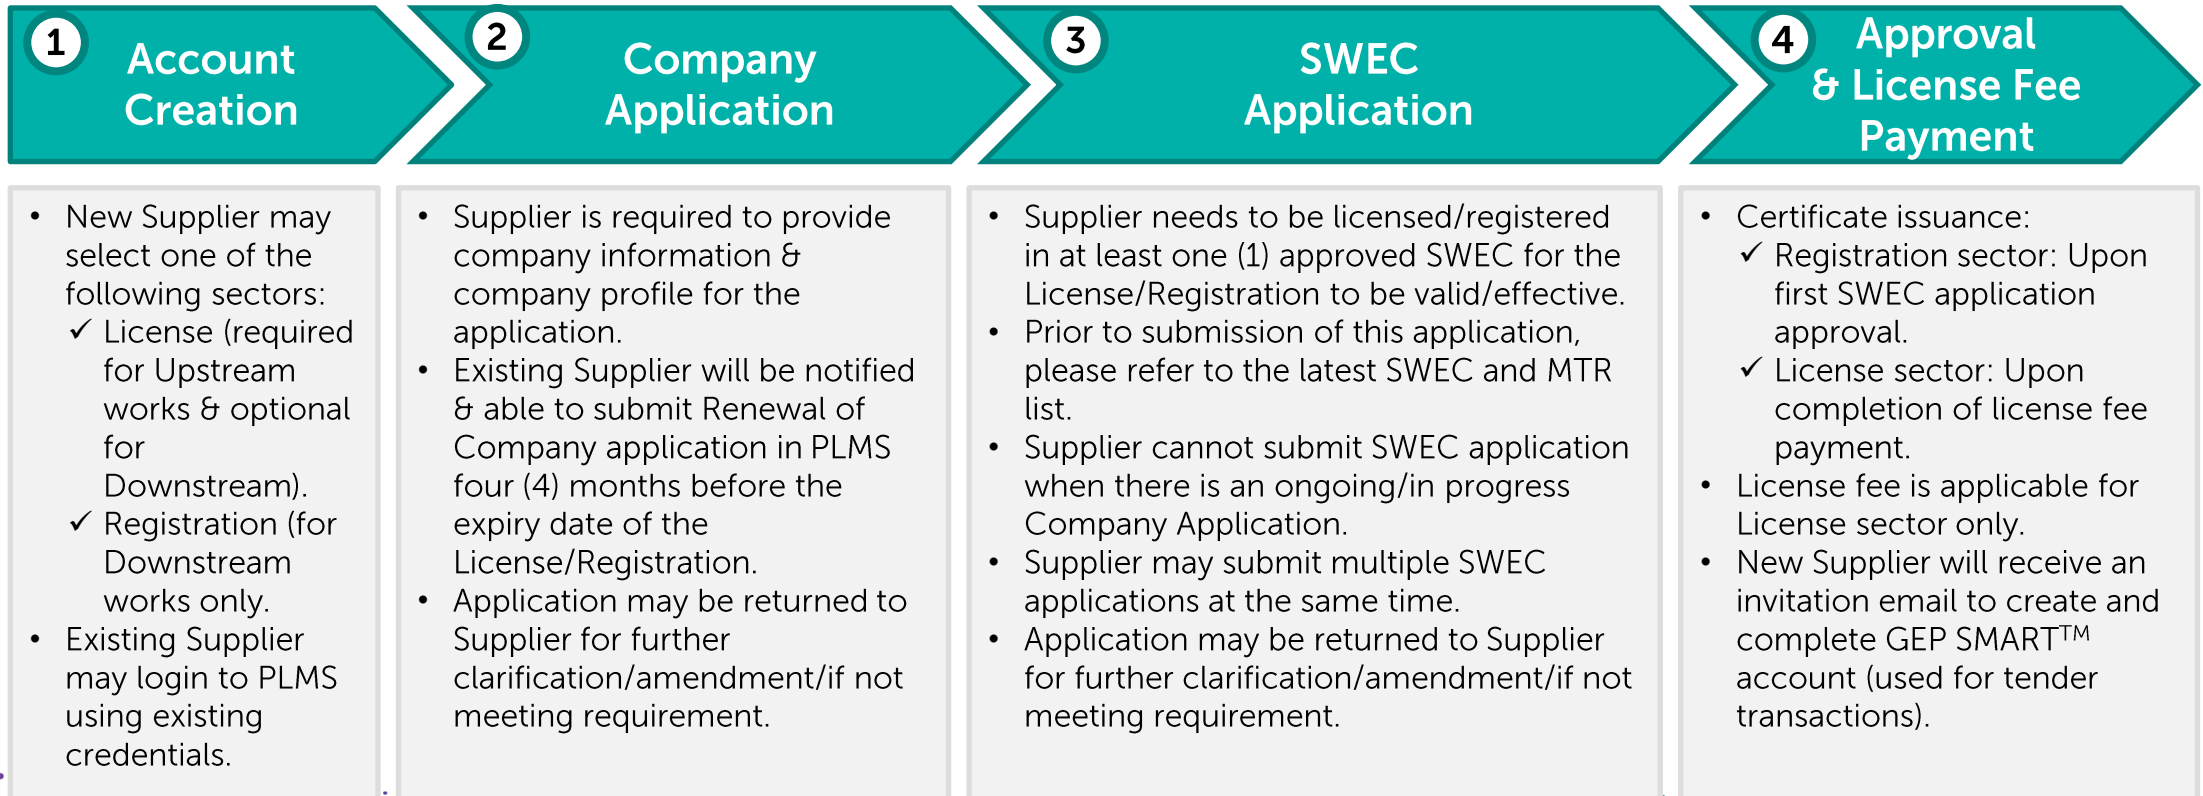 1
Account
Creation
• New Supplier may
select one of the
following sectors:
✓ License (required
for Upstream
works & optional
for
Downstream).
✓ Registration (for
Downstream
works only.
• Existing Supplier
may login to PLMS
using existing
credentials.
2
Company
Application
• Supplier is required to provide
company information &
company profile for the
application.
• Existing Supplier will be notified
& able to submit Renewal of
Company application in PLMS
four (4) months before the
expiry date of the
License/Registration.
• Application may be returned to
Supplier for further
clarification/amendment/if not
meeting requirement.
3
SWEC
Application
• Supplier needs to be licensed/registered
in at least one (1) approved SWEC for the
License/Registration to be valid/effective.
• Prior to submission of this application,
please refer to the latest SWEC and MTR
list.
• Supplier cannot submit SWEC application
when there is an ongoing/in progress
Company Application.
• Supplier may submit multiple SWEC
applications at the same time.
• Application may be returned to Supplier
for further clarification/amendment/if not
meeting requirement.
4
Approval
& License Fee
Payment
• Certificate issuance:
✓ Registration sector: Upon
first SWEC application
approval.
✓ License sector: Upon
completion of license fee
payment.
• License fee is applicable for
License sector only.
• New Supplier will receive an
invitation email to create and
complete GEP SMART™
account (used for tender
transactions).